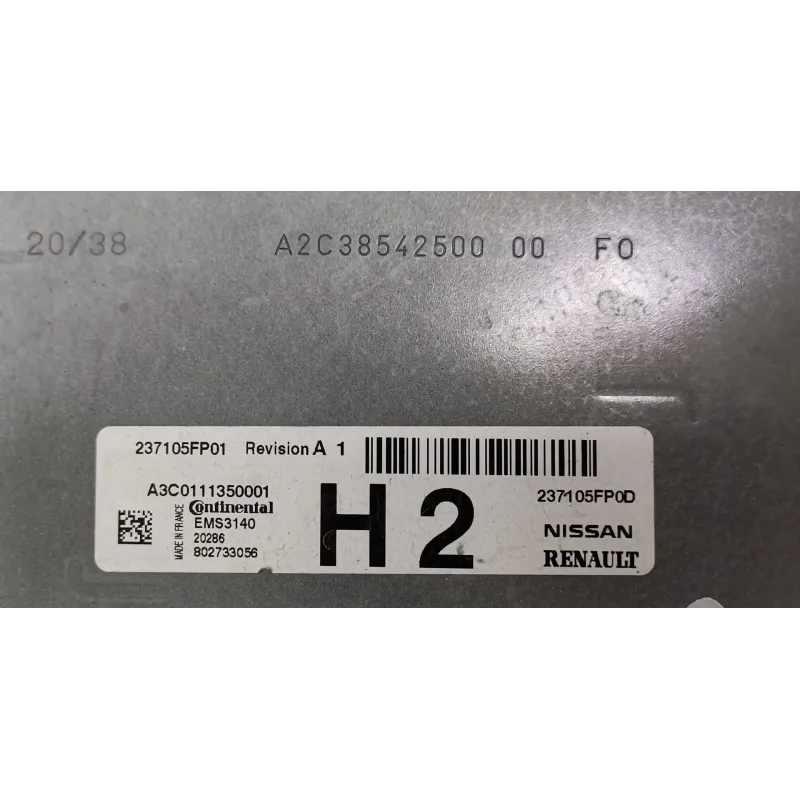 20/38 A2C38542500 00 F0
237105FP01 Revision A 1
A3C0111350001
Continental
EMS3140
20286
802733056
MADE IN FRANCE
H2
237105FP0D
NISSAN
RENAULT